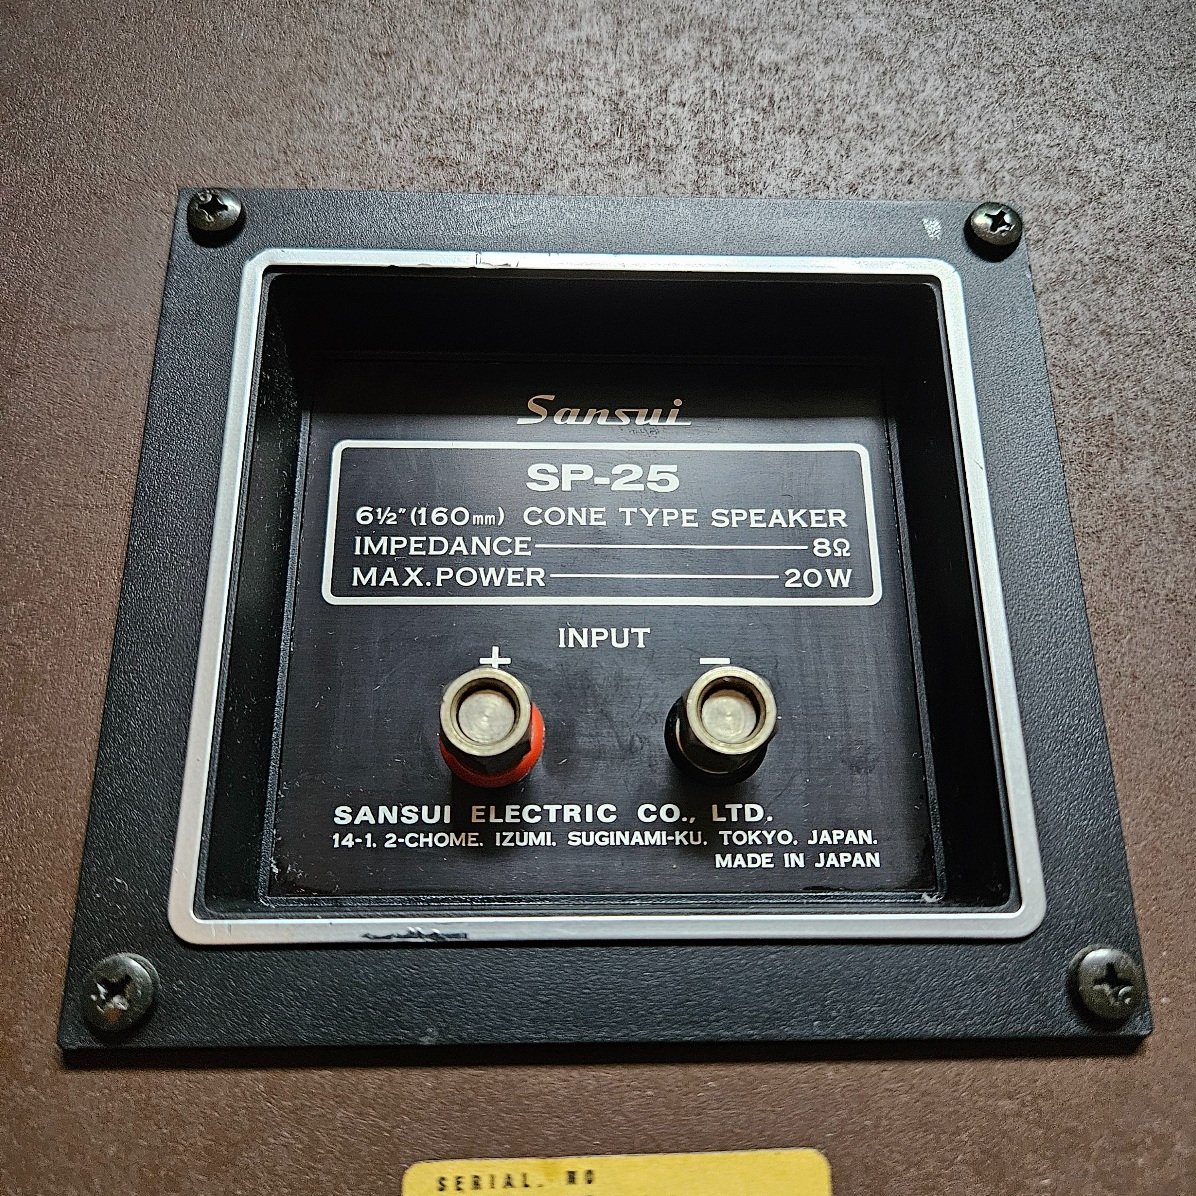 Sansui
SP-25
6½" (160mm) CONE TYPE SPEAKER
IMPEDANCE 8Ω
MAX. POWER 20W
INPUT
+ −
SANSUI ELECTRIC CO., LTD.
14-1, 2-CHOME, IZUMI, SUGINAMI-KU, TOKYO, JAPAN.
MADE IN JAPAN
SERIAL. NO